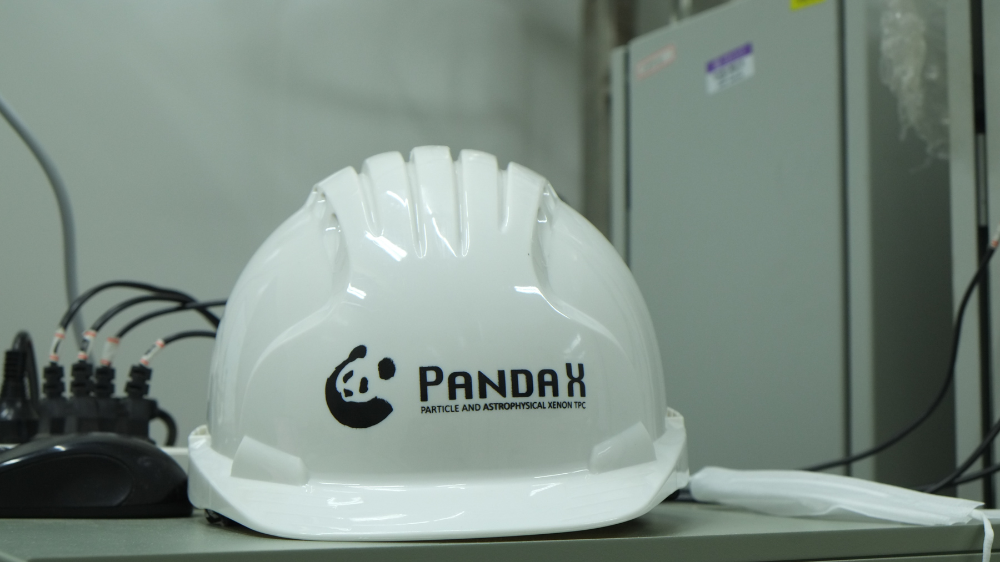 PANDA X
PARTICLE AND ASTROPHYSICAL XENON TPC